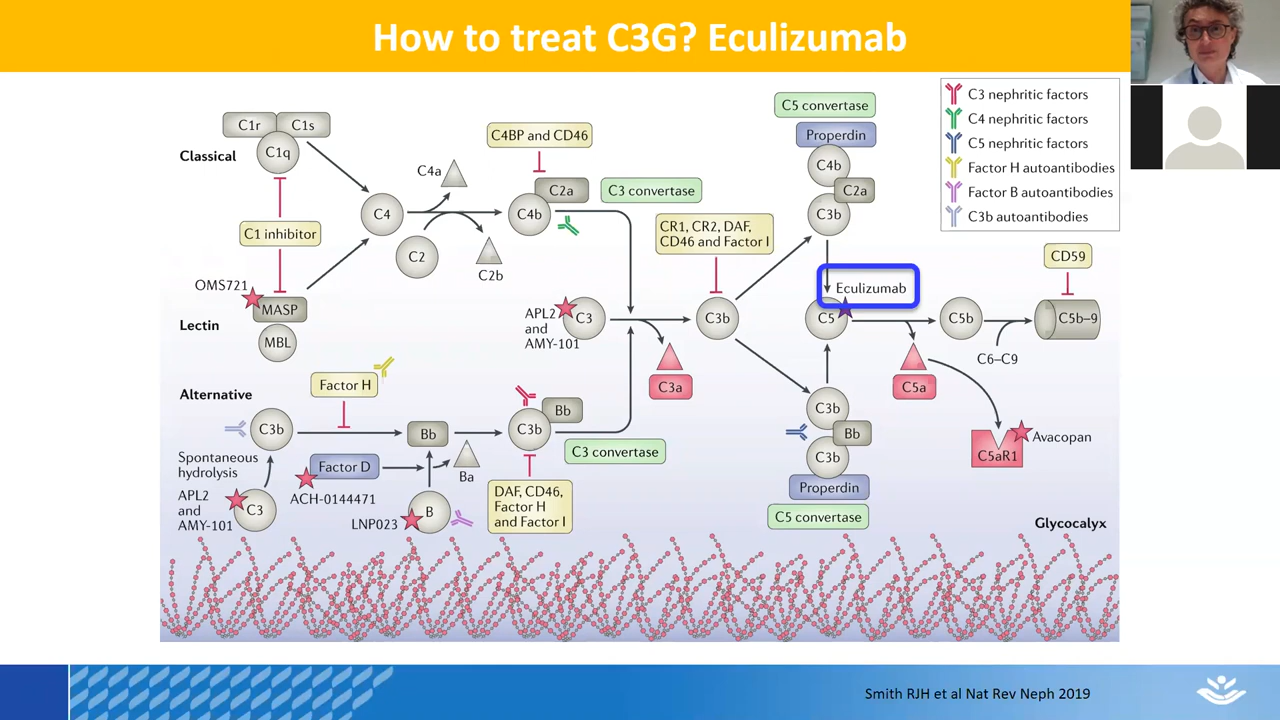 How to treat C3G? Eculizumab
C3 nephritic factors
C4 nephritic factors
C5 nephritic factors
Factor H autoantibodies
Factor B autoantibodies
C3b autoantibodies
Classical
C1r
C1s
C1q
C1 inhibitor
OMS721
MASP
Lectin
MBL
C4
C4a
C2
C2b
C4BP and CD46
C2a
C4b
C3 convertase
APL2
and
AMY-101
C3
C3a
CR1, CR2, DAF,
CD46 and Factor I
C3b
C5 convertase
Properdin
C4b
C2a
C3b
Eculizumab
C5
C5b
C6–C9
CD59
C5b–9
C5a
C5aR1
Avacopan
Alternative
Factor H
C3b
Spontaneous
hydrolysis
APL2
and
AMY-101
C3
Factor D
ACH-0144471
LNP023
B
Bb
Ba
C3b
Bb
C3 convertase
DAF, CD46,
Factor H
and Factor I
C3b
Bb
C3b
Properdin
C5 convertase
Glycocalyx
Smith RJH et al Nat Rev Neph 2019